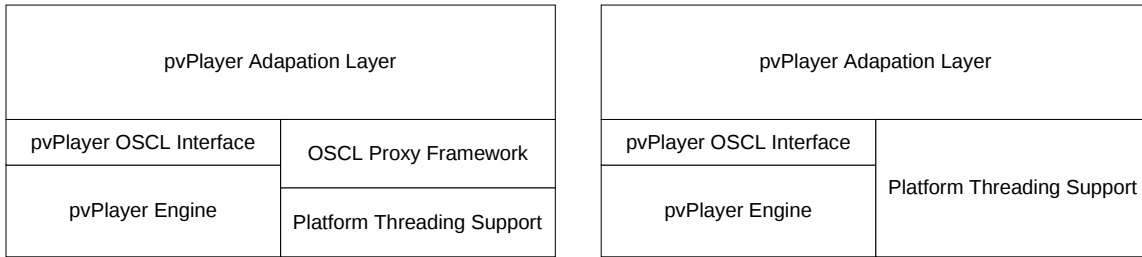 pvPlayer Adapation Layer
pvPlayer OSCL Interface
OSCL Proxy Framework
pvPlayer Engine
Platform Threading Support
pvPlayer Adapation Layer
pvPlayer OSCL Interface
Platform Threading Support
pvPlayer Engine